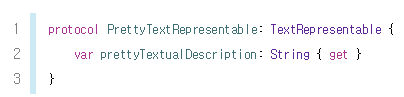 1 protocol PrettyTextRepresentable: TextRepresentable {
2     var prettyTextualDescription: String { get }
3 }